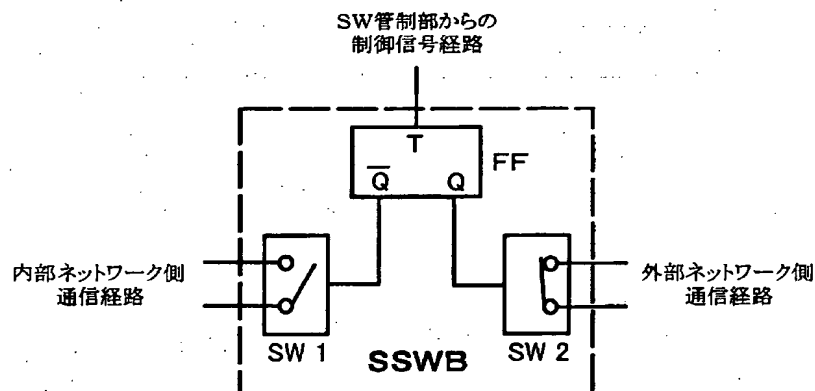 SW管制部からの
制御信号経路
T
FF
Q̅ Q
内部ネットワーク側
通信経路
外部ネットワーク側
通信経路
SW 1
SSWB
SW 2